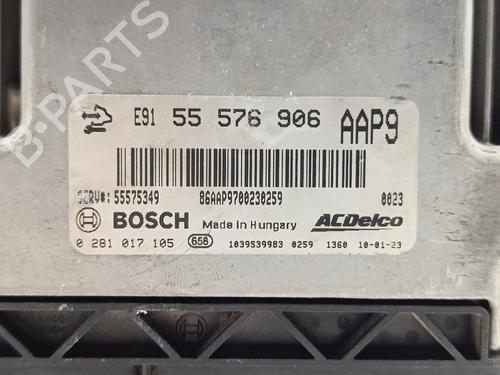 E91 55 576 906 AAP9
SERV#: 55575349 86AAP9700230259 0023
BOSCH Made in Hungary ACDelco
0 281 017 105 658 1039S39983 0259 1360 10-01-23
B-PARTS